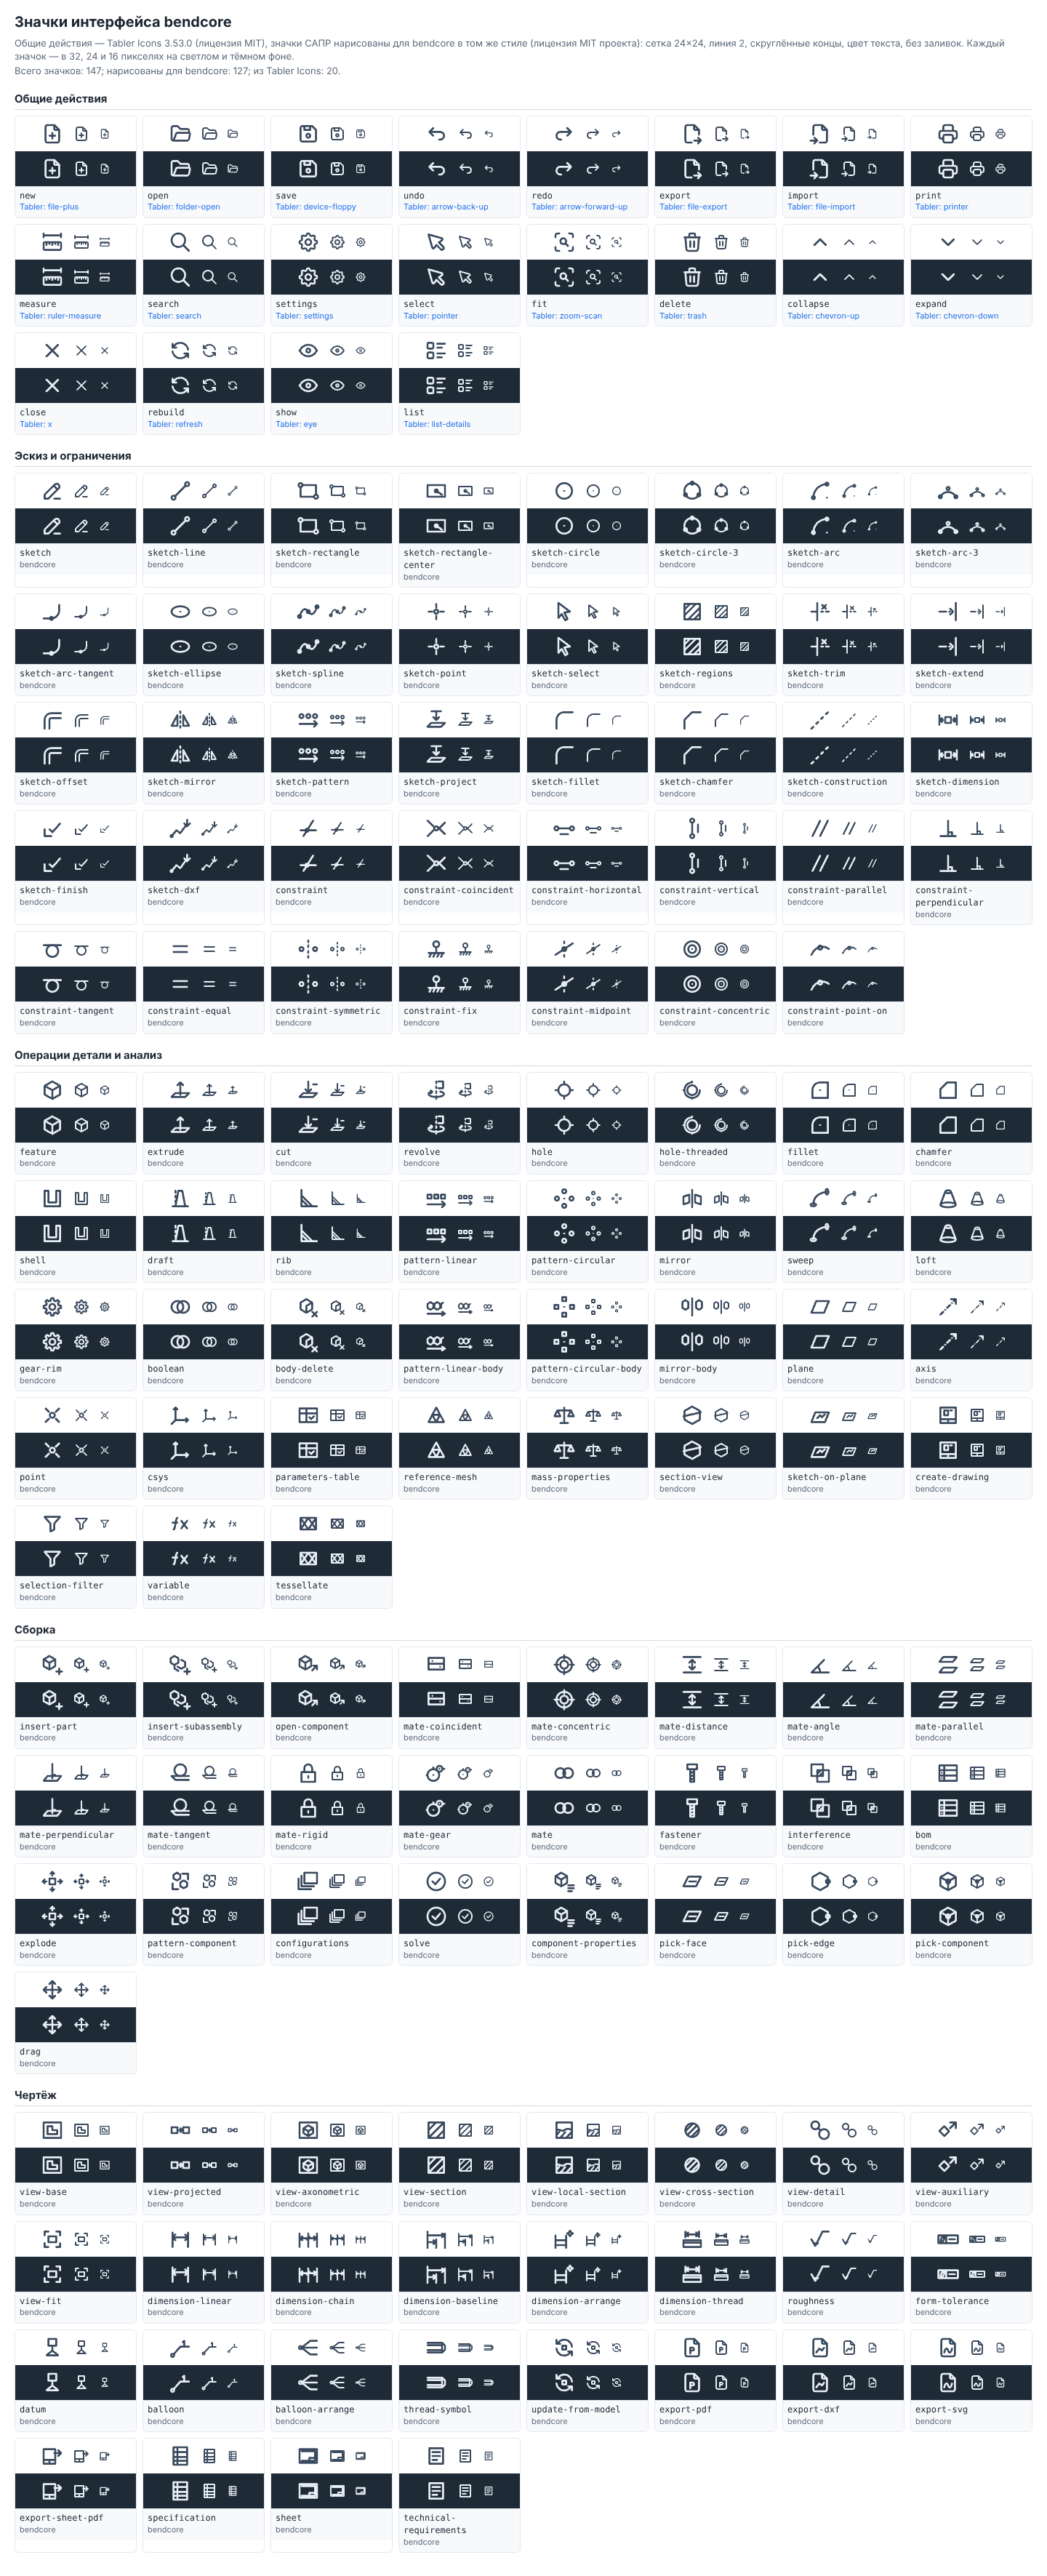 Значки интерфейса bendcore
Общие действия — Tabler Icons 3.53.0 (лицензия MIT), значки САПР нарисованы для bendcore в том же стиле (лицензия MIT проекта): сетка 24×24, линия 2, скруглённые концы, цвет текста, без заливок. Каждый
значок — в 32, 24 и 16 пикселях на светлом и тёмном фоне.
Всего значков: 147; нарисованы для bendcore: 127; из Tabler Icons: 20.
Общие действия
new open save undo redo export import print
Tabler: file-plus Tabler: folder-open Tabler: device-floppy Tabler: arrow-back-up Tabler: arrow-forward-up Tabler: file-export Tabler: file-import Tabler: printer
measure search settings select fit delete collapse expand
Tabler: ruler-measure Tabler: search Tabler: settings Tabler: pointer Tabler: zoom-scan Tabler: trash Tabler: chevron-up Tabler: chevron-down
close rebuild show list
Tabler: x Tabler: refresh Tabler: eye Tabler: list-details
Эскиз и ограничения
sketch sketch-line sketch-rectangle sketch-rectangle- sketch-circle sketch-circle-3 sketch-arc sketch-arc-3
bendcore bendcore bendcore center bendcore bendcore bendcore bendcore
bendcore
sketch-arc-tangent sketch-ellipse sketch-spline sketch-point sketch-select sketch-regions sketch-trim sketch-extend
bendcore bendcore bendcore bendcore bendcore bendcore bendcore bendcore
sketch-offset sketch-mirror sketch-pattern sketch-project sketch-fillet sketch-chamfer sketch-construction sketch-dimension
bendcore bendcore bendcore bendcore bendcore bendcore bendcore bendcore
sketch-finish sketch-dxf constraint constraint-coincident constraint-horizontal constraint-vertical constraint-parallel constraint-
bendcore bendcore bendcore bendcore bendcore bendcore bendcore perpendicular
bendcore
constraint-tangent constraint-equal constraint-symmetric constraint-fix constraint-midpoint constraint-concentric constraint-point-on
bendcore bendcore bendcore bendcore bendcore bendcore bendcore
Операции детали и анализ
feature extrude cut revolve hole hole-threaded fillet chamfer
bendcore bendcore bendcore bendcore bendcore bendcore bendcore bendcore
shell draft rib pattern-linear pattern-circular mirror sweep loft
bendcore bendcore bendcore bendcore bendcore bendcore bendcore bendcore
gear-rim boolean body-delete pattern-linear-body pattern-circular-body mirror-body plane axis
bendcore bendcore bendcore bendcore bendcore bendcore bendcore bendcore
point csys parameters-table reference-mesh mass-properties section-view sketch-on-plane create-drawing
bendcore bendcore bendcore bendcore bendcore bendcore bendcore bendcore
selection-filter variable tessellate
bendcore bendcore bendcore
Сборка
insert-part insert-subassembly open-component mate-coincident mate-concentric mate-distance mate-angle mate-parallel
bendcore bendcore bendcore bendcore bendcore bendcore bendcore bendcore
mate-perpendicular mate-tangent mate-rigid mate-gear mate fastener interference bom
bendcore bendcore bendcore bendcore bendcore bendcore bendcore bendcore
explode pattern-component configurations solve component-properties pick-face pick-edge pick-component
bendcore bendcore bendcore bendcore bendcore bendcore bendcore bendcore
drag
bendcore
Чертёж
view-base view-projected view-axonometric view-section view-local-section view-cross-section view-detail view-auxiliary
bendcore bendcore bendcore bendcore bendcore bendcore bendcore bendcore
view-fit dimension-linear dimension-chain dimension-baseline dimension-arrange dimension-thread roughness form-tolerance
bendcore bendcore bendcore bendcore bendcore bendcore bendcore bendcore
datum balloon balloon-arrange thread-symbol update-from-model export-pdf export-dxf export-svg
bendcore bendcore bendcore bendcore bendcore bendcore bendcore bendcore
export-sheet-pdf specification sheet technical-
bendcore bendcore bendcore requirements
bendcore